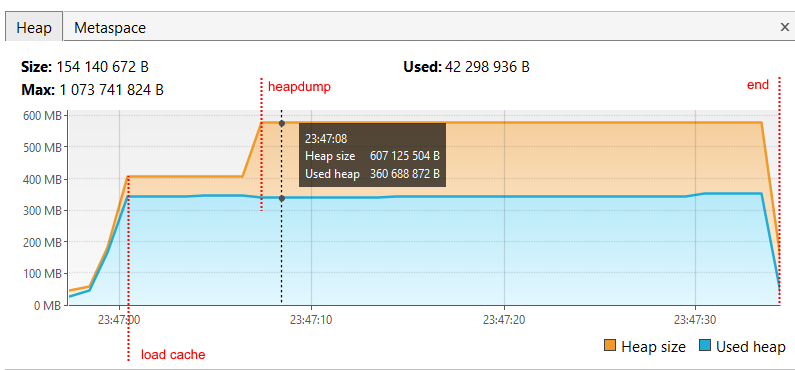 Heap Metaspace ×
Size: 154 140 672 B Used: 42 298 936 B
Max: 1 073 741 824 B
heapdump
end
600 MB
500 MB
400 MB
300 MB
200 MB
100 MB
0 MB
23:47:08
Heap size 607 125 504 B
Used heap 360 688 872 B
23:47:00 23:47:10 23:47:20 23:47:30
load cache
Heap size Used heap